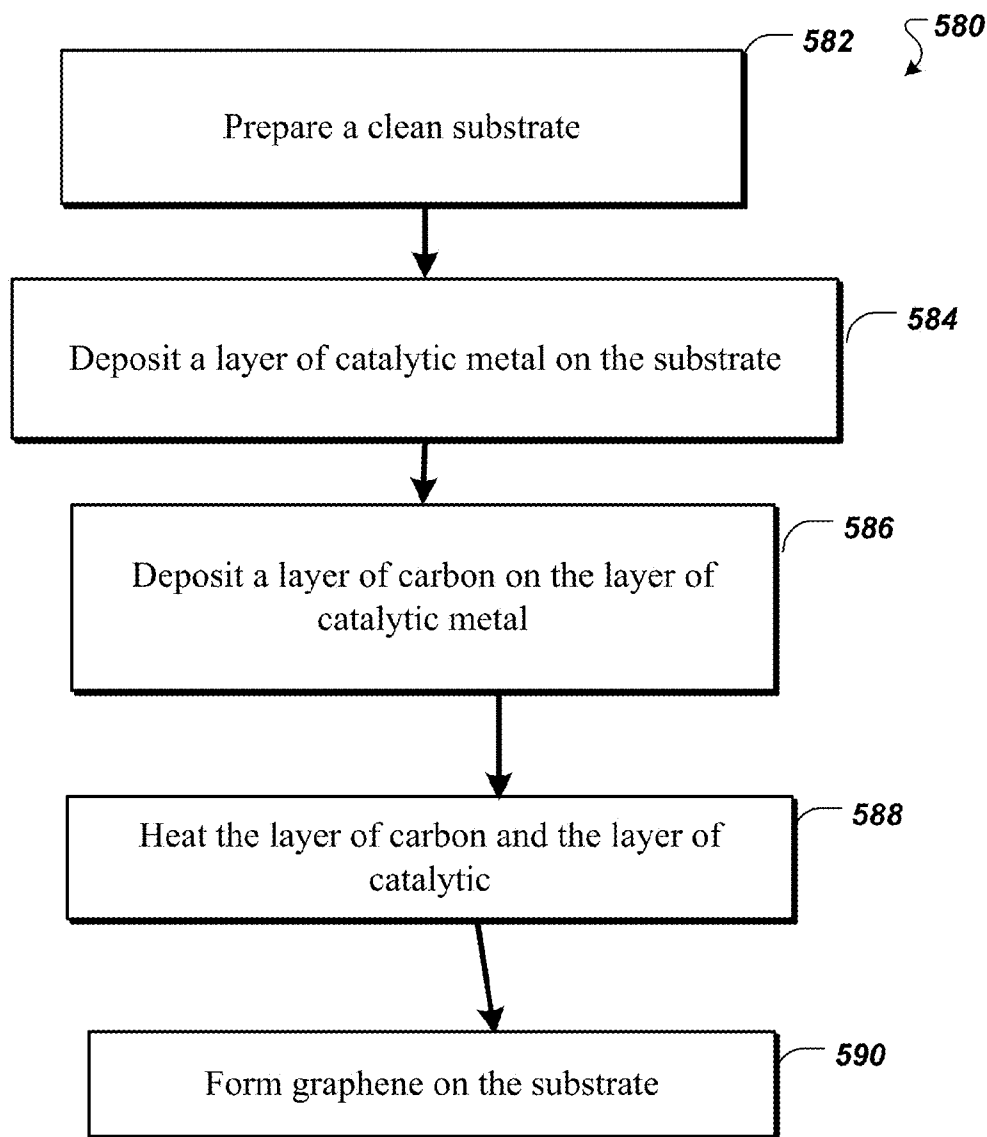 580
582
Prepare a clean substrate
584
Deposit a layer of catalytic metal on the substrate
586
Deposit a layer of carbon on the layer of
catalytic metal
588
Heat the layer of carbon and the layer of
catalytic
590
Form graphene on the substrate